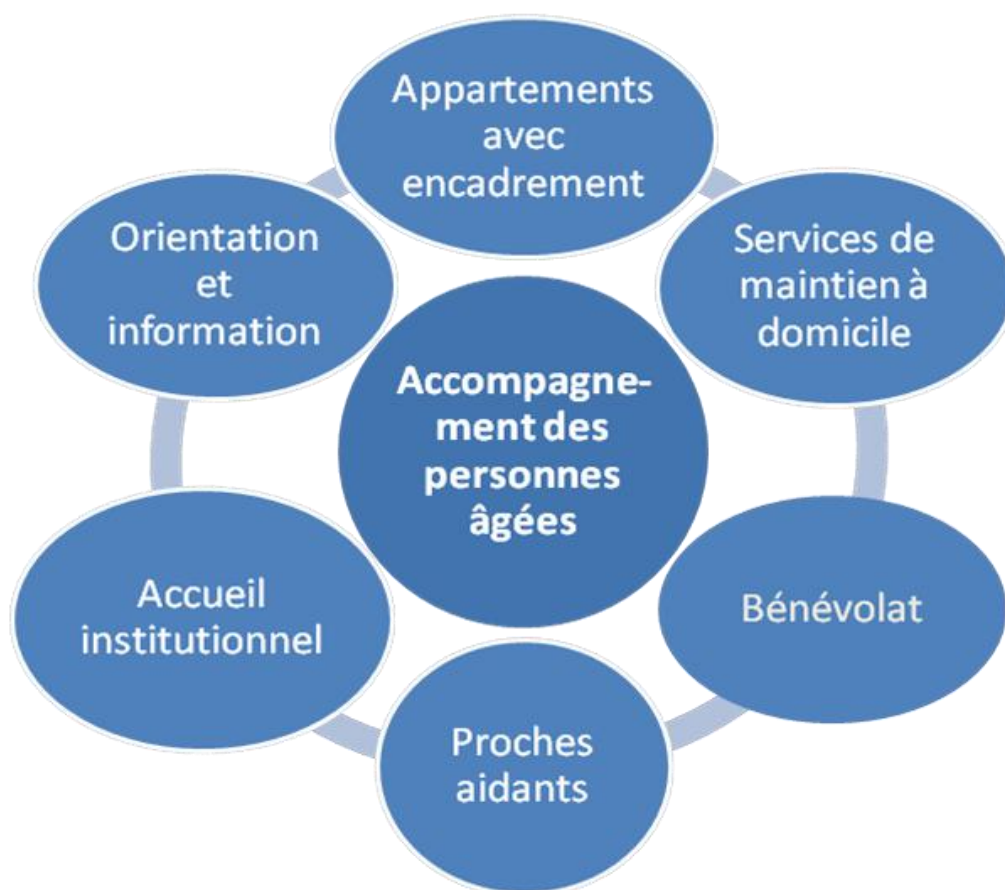 Appartements
avec
encadrement
Services de
maintien à
domicile
Bénévolat
Proches
aidants
Accueil
institutionnel
Orientation
et
information
Accompagne-
ment des
personnes
âgées